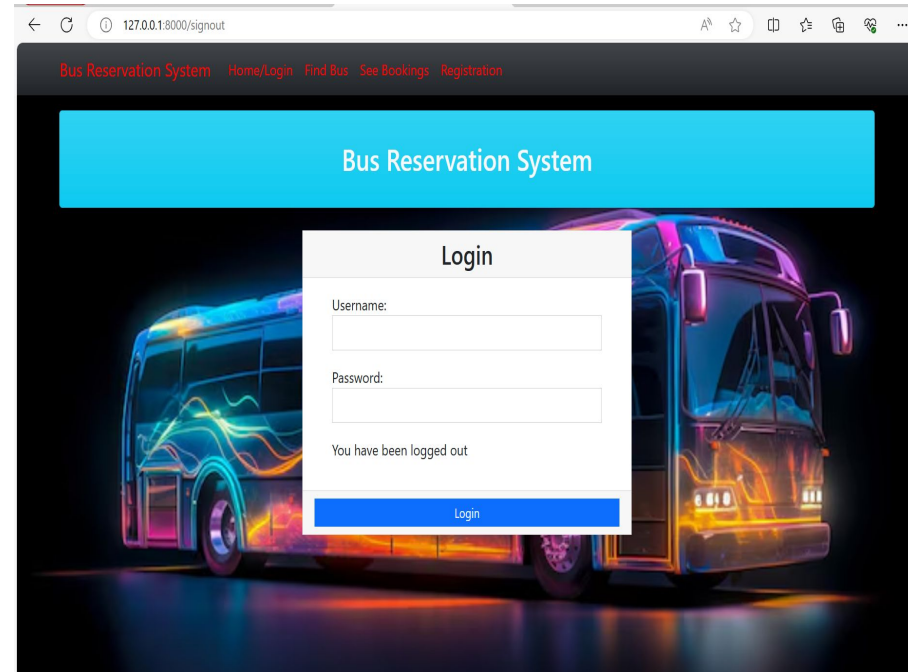 127.0.0.1:8000/signout
Bus Reservation System Home/Login Find Bus See Bookings Registration
Bus Reservation System
Login
Username:
Password:
You have been logged out
Login